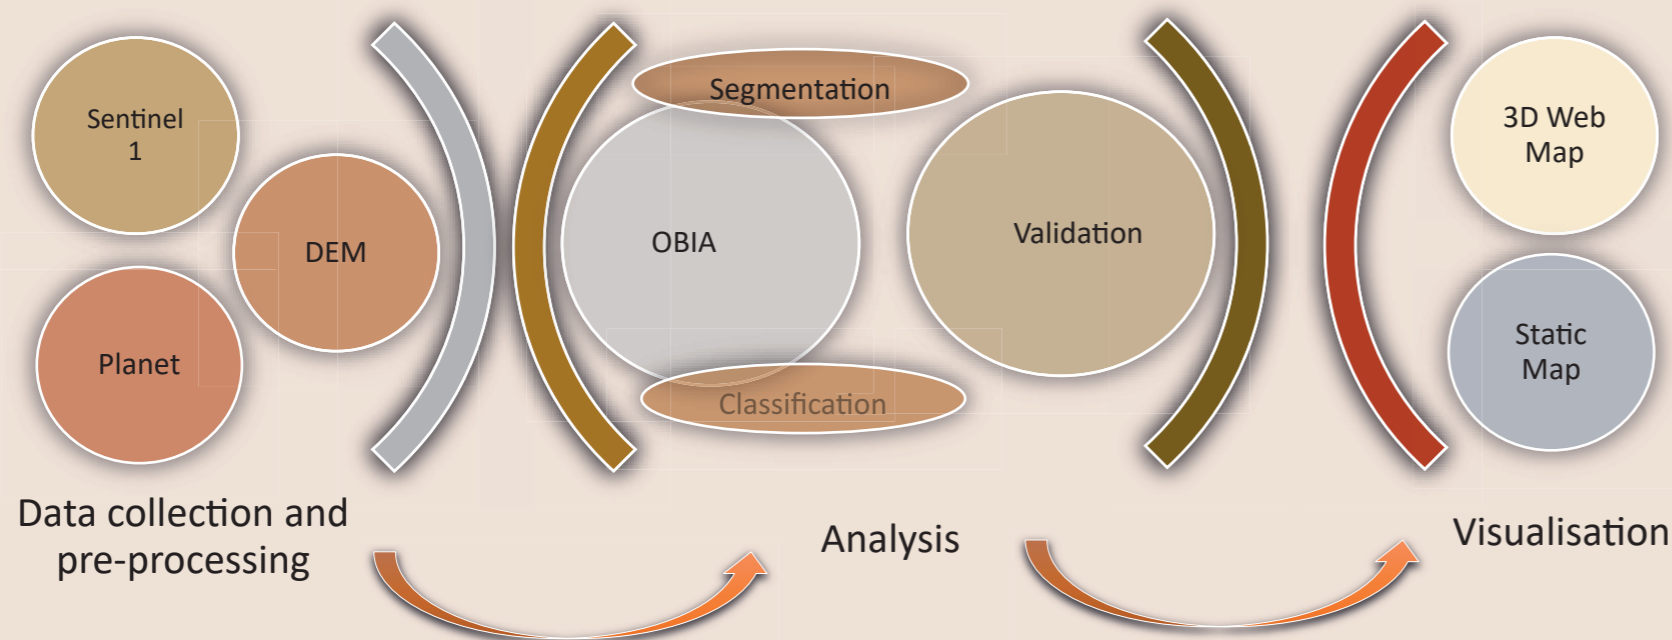 Sentinel
1
DEM
Planet
Data collection and
pre-processing
Segmentation
OBIA
Classification
Validation
Analysis
3D Web
Map
Static
Map
Visualisation